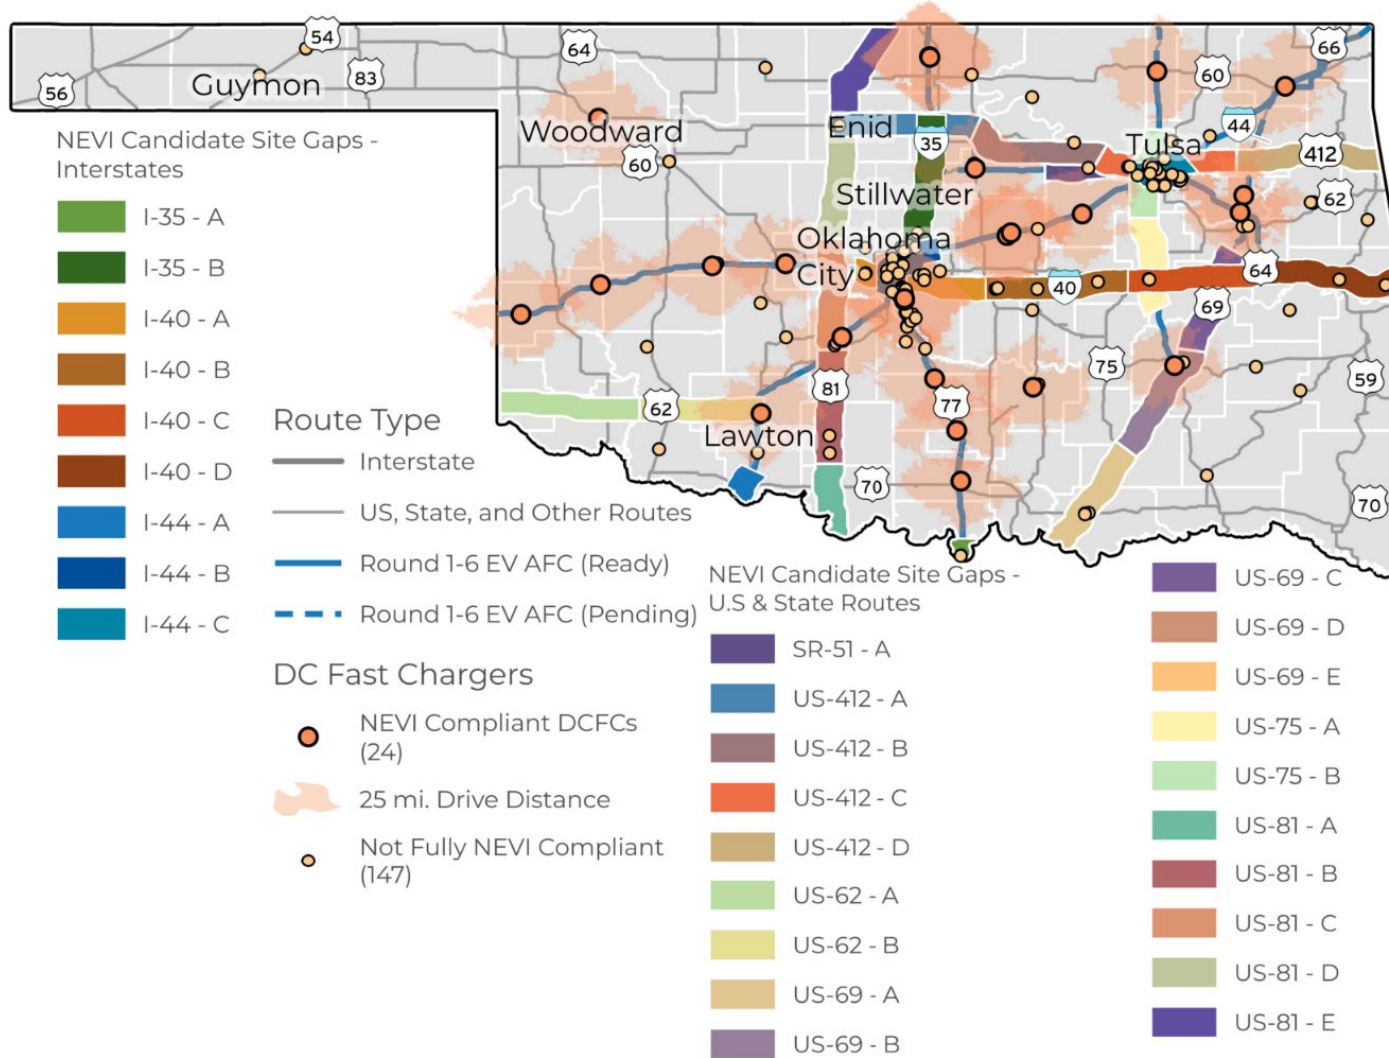 54
64
66
56
83
60
Guymon
Woodward
Enid
44
Tulsa
35
412
60
Stillwater
62
Oklahoma
City
64
40
69
75
59
81
77
62
Lawton
70
70
NEVI Candidate Site Gaps -
Interstates
I-35 - A
I-35 - B
I-40 - A
I-40 - B
I-40 - C
I-40 - D
I-44 - A
I-44 - B
I-44 - C
Route Type
Interstate
US, State, and Other Routes
Round 1-6 EV AFC (Ready)
Round 1-6 EV AFC (Pending)
DC Fast Chargers
NEVI Compliant DCFCs
(24)
25 mi. Drive Distance
Not Fully NEVI Compliant
(147)
NEVI Candidate Site Gaps -
U.S & State Routes
SR-51 - A
US-412 - A
US-412 - B
US-412 - C
US-412 - D
US-62 - A
US-62 - B
US-69 - A
US-69 - B
US-69 - C
US-69 - D
US-69 - E
US-75 - A
US-75 - B
US-81 - A
US-81 - B
US-81 - C
US-81 - D
US-81 - E